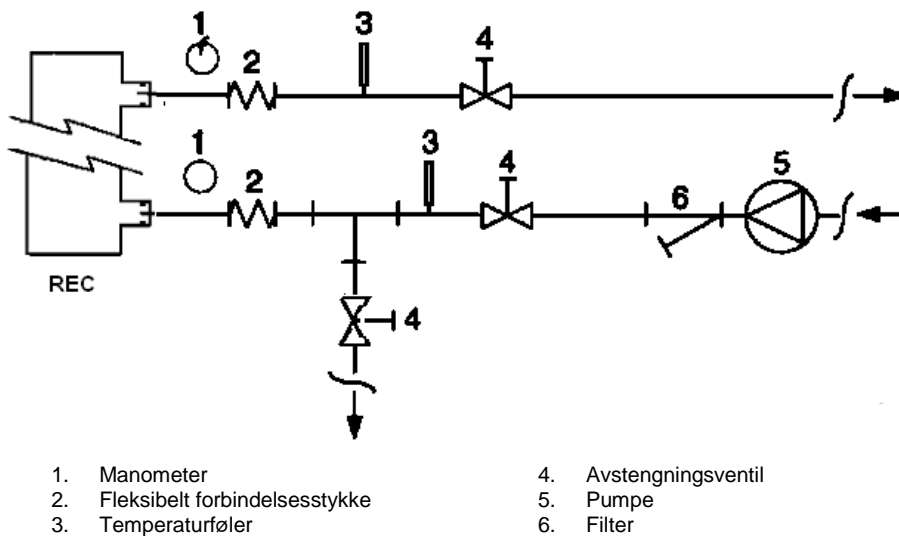 1 3 4
2
1 3 4 5
2 6
REC
4
1. Manometer
2. Fleksibelt forbindelsesstykke
3. Temperaturføler
4. Avstengningsventil
5. Pumpe
6. Filter